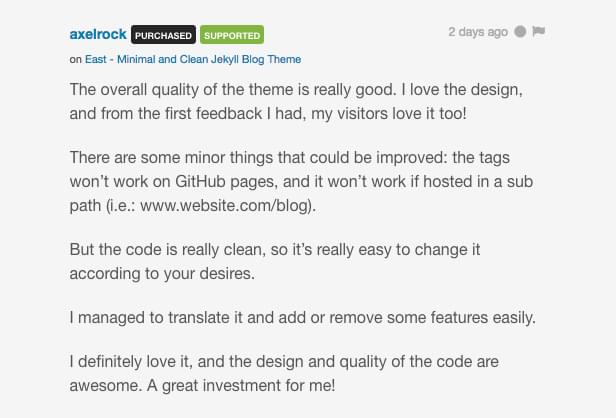 axelrock PURCHASED SUPPORTED 2 days ago
on East - Minimal and Clean Jekyll Blog Theme
The overall quality of the theme is really good. I love the design,
and from the first feedback I had, my visitors love it too!
There are some minor things that could be improved: the tags
won’t work on GitHub pages, and it won’t work if hosted in a sub
path (i.e.: www.website.com/blog).
But the code is really clean, so it’s really easy to change it
according to your desires.
I managed to translate it and add or remove some features easily.
I definitely love it, and the design and quality of the code are
awesome. A great investment for me!